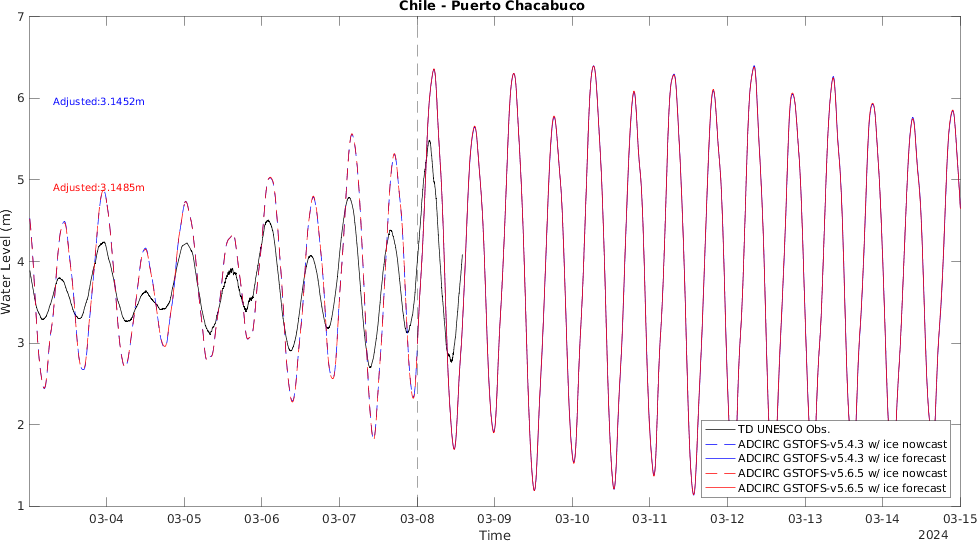 Chile - Puerto Chacabuco
7
6
5
4
3
2
1
Water Level (m)
Adjusted:3.1452m
Adjusted:3.1485m
TD UNESCO Obs.
ADCIRC GSTOFS-v5.4.3 w/ ice nowcast
ADCIRC GSTOFS-v5.4.3 w/ ice forecast
ADCIRC GSTOFS-v5.6.5 w/ ice nowcast
ADCIRC GSTOFS-v5.6.5 w/ ice forecast
03-04 03-05 03-06 03-07 03-08 03-09 03-10 03-11 03-12 03-13 03-14 03-15
Time
2024